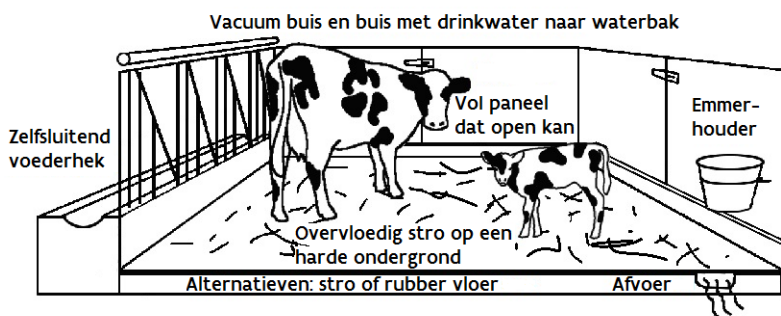 Vacuum buis en buis met drinkwater naar waterbak
Zelfsluitend
voederhek
Vol paneel
dat open kan
Emmer-
houder
Overvloedig stro op een
harde ondergrond
Alternatieven: stro of rubber vloer
Afvoer